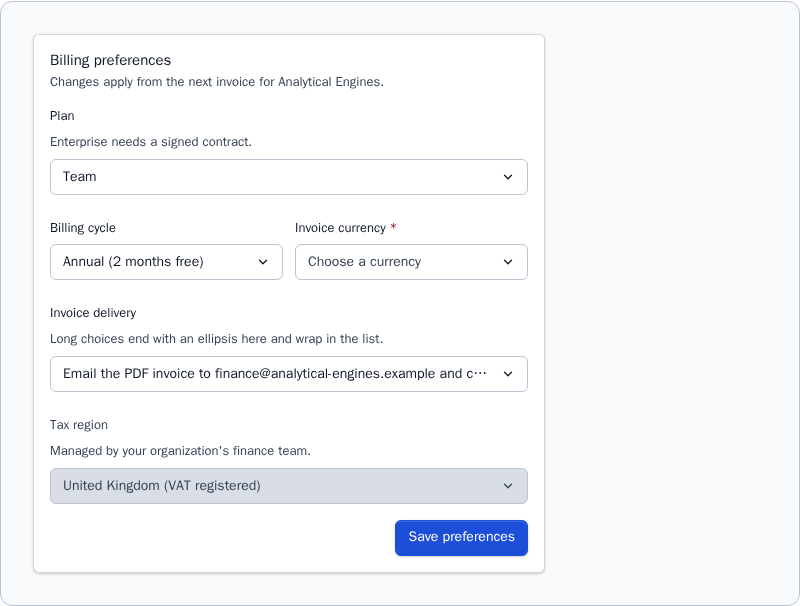 Billing preferences
Changes apply from the next invoice for Analytical Engines.
Plan
Enterprise needs a signed contract.
Team
Billing cycle
Annual (2 months free)
Invoice currency *
Choose a currency
Invoice delivery
Long choices end with an ellipsis here and wrap in the list.
Email the PDF invoice to finance@analytical-engines.example and c…
Tax region
Managed by your organization's finance team.
United Kingdom (VAT registered)
Save preferences